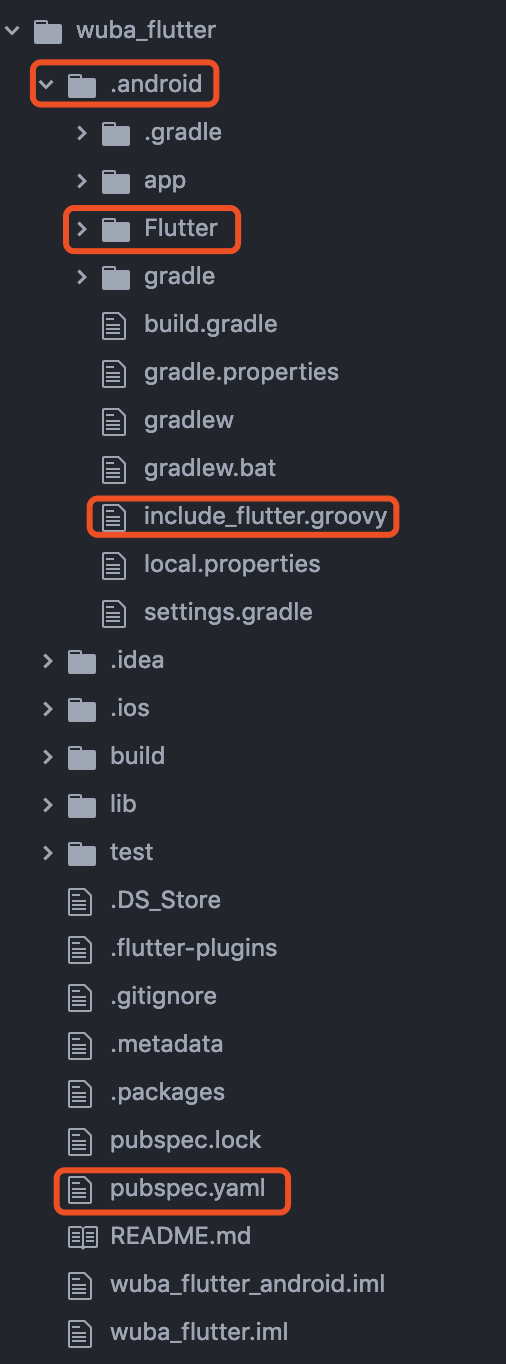 wuba_flutter
.android
.gradle
app
Flutter
gradle
build.gradle
gradle.properties
gradlew
gradlew.bat
include_flutter.groovy
local.properties
settings.gradle
.idea
.ios
build
lib
test
.DS_Store
.flutter-plugins
.gitignore
.metadata
.packages
pubspec.lock
pubspec.yaml
README.md
wuba_flutter_android.iml
wuba_flutter.iml